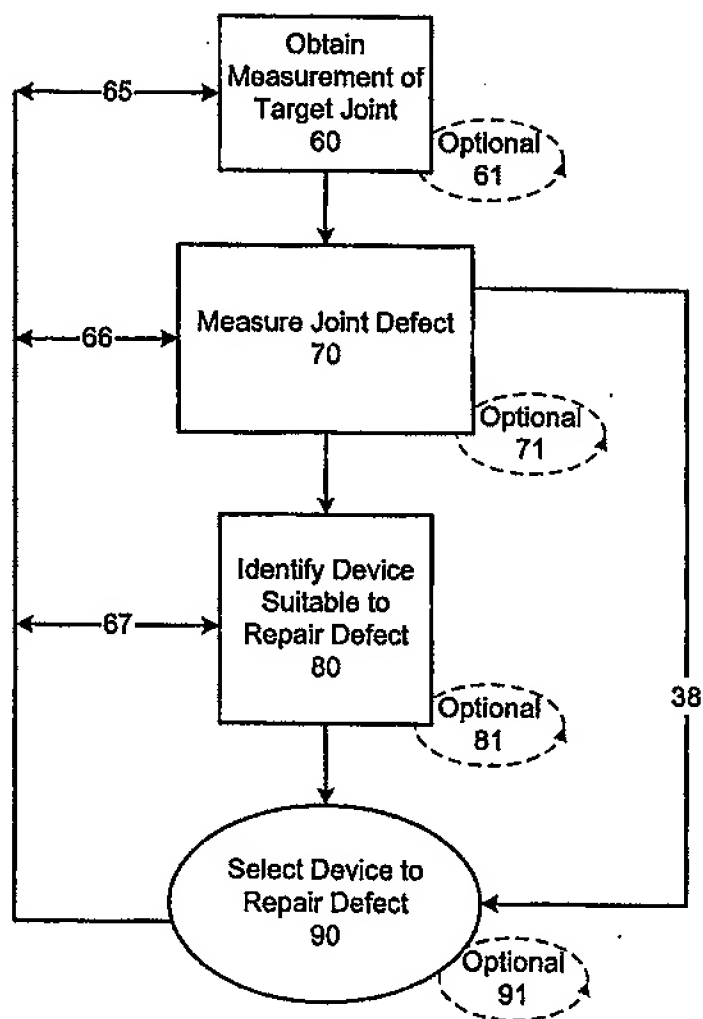 Obtain
Measurement of
Target Joint
60
65
Optional
61
Measure Joint Defect
70
66
Optional
71
Identify Device
Suitable to
Repair Defect
80
67
Optional
81
38
Select Device to
Repair Defect
90
Optional
91